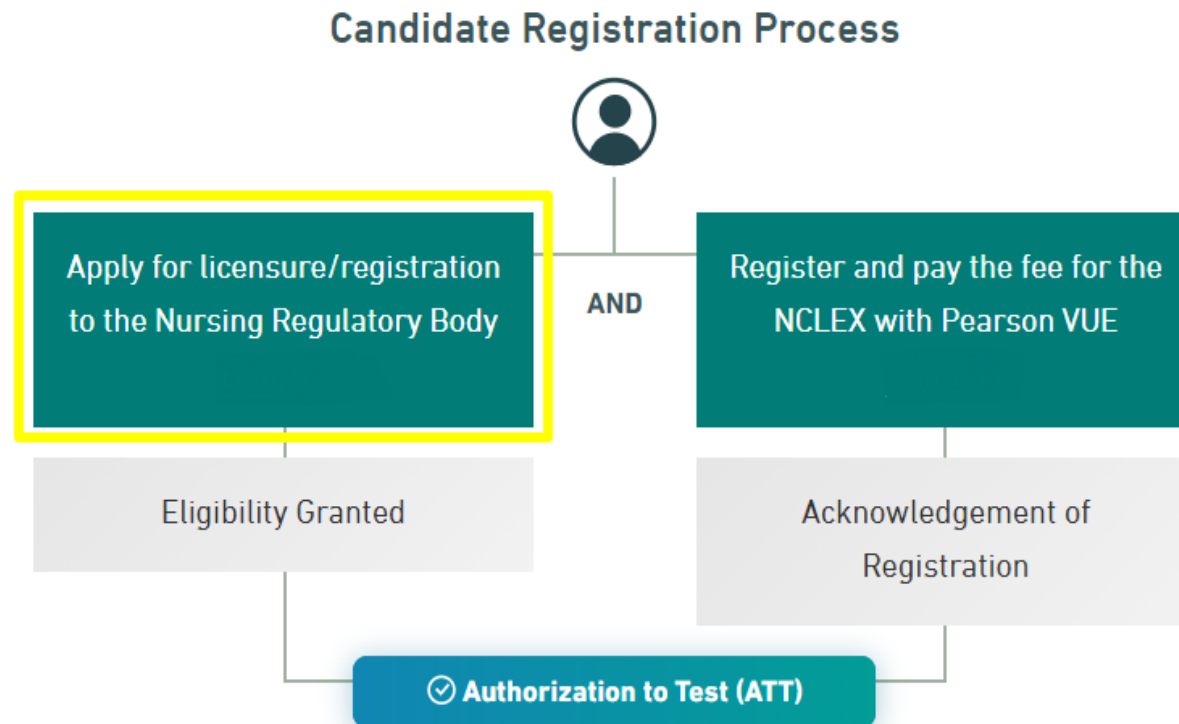 Candidate Registration Process
Apply for licensure/registration
to the Nursing Regulatory Body
AND
Register and pay the fee for the
NCLEX with Pearson VUE
Eligibility Granted
Acknowledgement of
Registration
Authorization to Test (ATT)